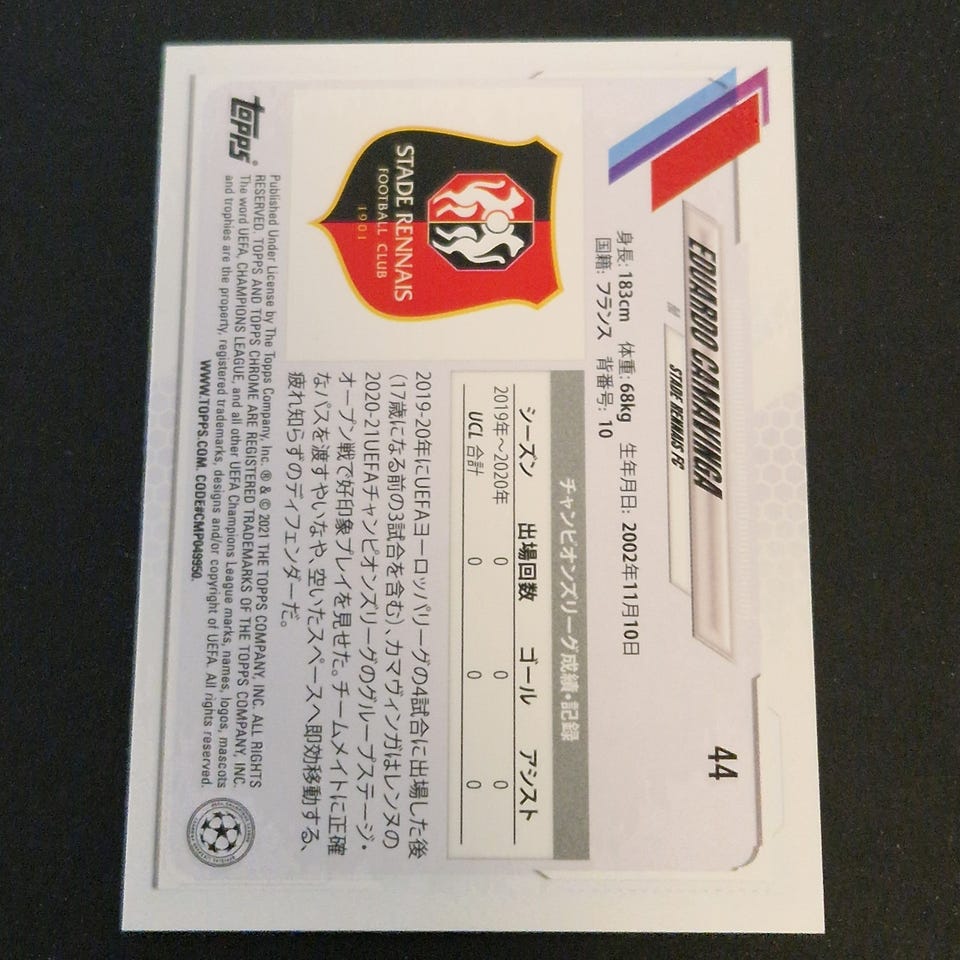 44
EDUARDO CAMAVINGA
M
STADE RENNAIS FC
身長: 183cm 体重: 68kg 生年月日: 2002年11月10日
国籍: フランス 背番号: 10
STADE RENNAIS
FOOTBALL CLUB
1901
チャンピオンズリーグ成績・記録
シーズン 出場回数 ゴール アシスト
2019年～2020年 0 0 0
UCL 合計 0 0 0
2019-20年にUEFAヨーロッパリーグの4試合に出場した後
(17歳になる前の3試合を含む)、カマヴィンガはレンヌの
2020-21UEFAチャンピオンズリーグのグループステージ・
オープン戦で好印象プレイを見せた。チームメイトに正確
なパスを渡すやいなや、空いたスペースへ即効移動する、
疲れ知らずのディフェンダーだ。
topps®
Published Under License by The Topps Company, Inc. ® & © 2021 THE TOPPS COMPANY, INC. ALL RIGHTS
RESERVED. TOPPS AND TOPPS CHROME ARE REGISTERED TRADEMARKS OF THE TOPPS COMPANY, INC.
The word UEFA, CHAMPIONS LEAGUE, and all other UEFA Champions League marks, names, logos, mascots
and trophies are the property, registered trademarks, designs and/or copyright of UEFA. All rights reserved.
WWW.TOPPS.COM. CODE#CMP049950.